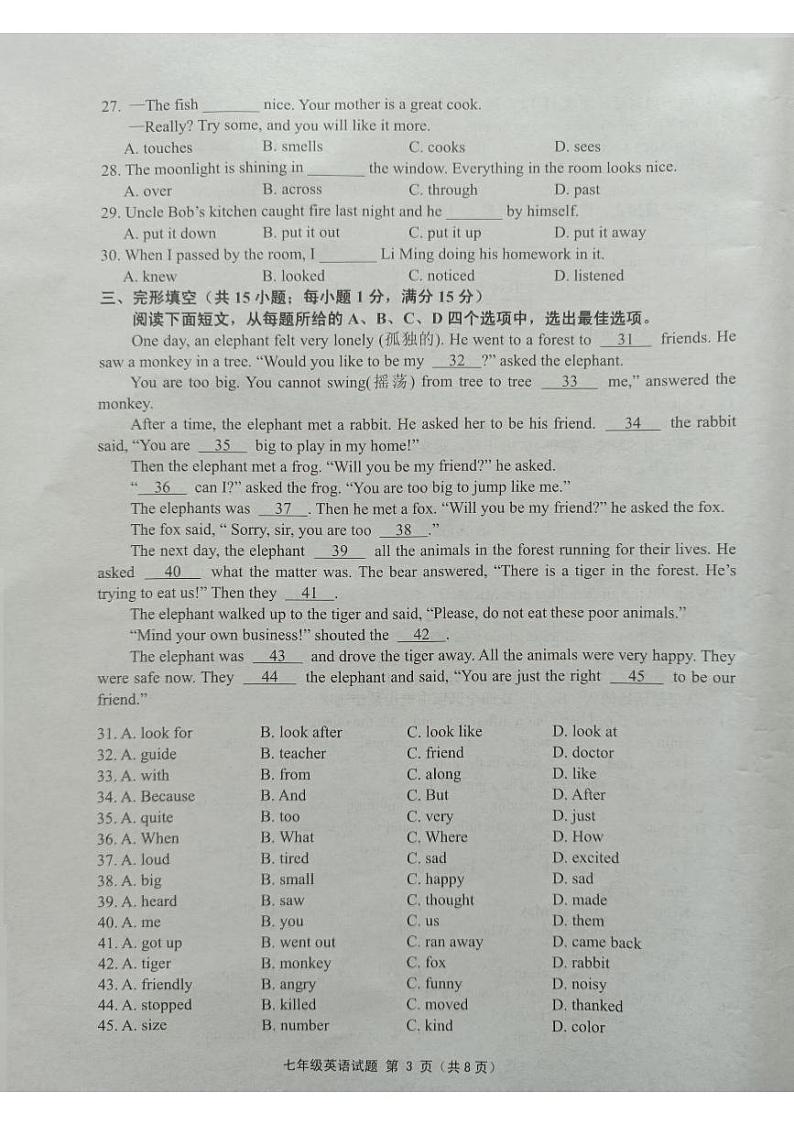 27. —The fish _______ nice. Your mother is a great cook.
—Really? Try some, and you will like it more.
A. touches B. smells C. cooks D. sees
28. The moonlight is shining in _______ the window. Everything in the room looks nice.
A. over B. across C. through D. past
29. Uncle Bob's kitchen caught fire last night and he _______ by himself.
A. put it down B. put it out C. put it up D. put it away
30. When I passed by the room, I _______ Li Ming doing his homework in it.
A. knew B. looked C. noticed D. listened
三、完形填空（共 15 小题；每小题 1 分，满分 15 分）
阅读下面短文，从每题所给的 A、B、C、D 四个选项中，选出最佳选项。
One day, an elephant felt very lonely (孤独的). He went to a forest to __31__ friends. He
saw a monkey in a tree. “Would you like to be my __32__?” asked the elephant.
You are too big. You cannot swing(摇荡) from tree to tree __33__ me,” answered the
monkey.
After a time, the elephant met a rabbit. He asked her to be his friend. __34__ the rabbit
said, “You are __35__ big to play in my home!”
Then the elephant met a frog. “Will you be my friend?” he asked.
“__36__ can I?” asked the frog. “You are too big to jump like me.”
The elephants was __37__. Then he met a fox. “Will you be my friend?” he asked the fox.
The fox said, “ Sorry, sir, you are too __38__.”
The next day, the elephant __39__ all the animals in the forest running for their lives. He
asked __40__ what the matter was. The bear answered, “There is a tiger in the forest. He's
trying to eat us!” Then they __41__.
The elephant walked up to the tiger and said, “Please, do not eat these poor animals.”
“Mind your own business!” shouted the __42__.
The elephant was __43__ and drove the tiger away. All the animals were very happy. They
were safe now. They __44__ the elephant and said, “You are just the right __45__ to be our
friend.”
31. A. look for B. look after C. look like D. look at
32. A. guide B. teacher C. friend D. doctor
33. A. with B. from C. along D. like
34. A. Because B. And C. But D. After
35. A. quite B. too C. very D. just
36. A. When B. What C. Where D. How
37. A. loud B. tired C. sad D. excited
38. A. big B. small C. happy D. sad
39. A. heard B. saw C. thought D. made
40. A. me B. you C. us D. them
41. A. got up B. went out C. ran away D. came back
42. A. tiger B. monkey C. fox D. rabbit
43. A. friendly B. angry C. funny D. noisy
44. A. stopped B. killed C. moved D. thanked
45. A. size B. number C. kind D. color
七年级英语试题 第 3 页（共 8 页）